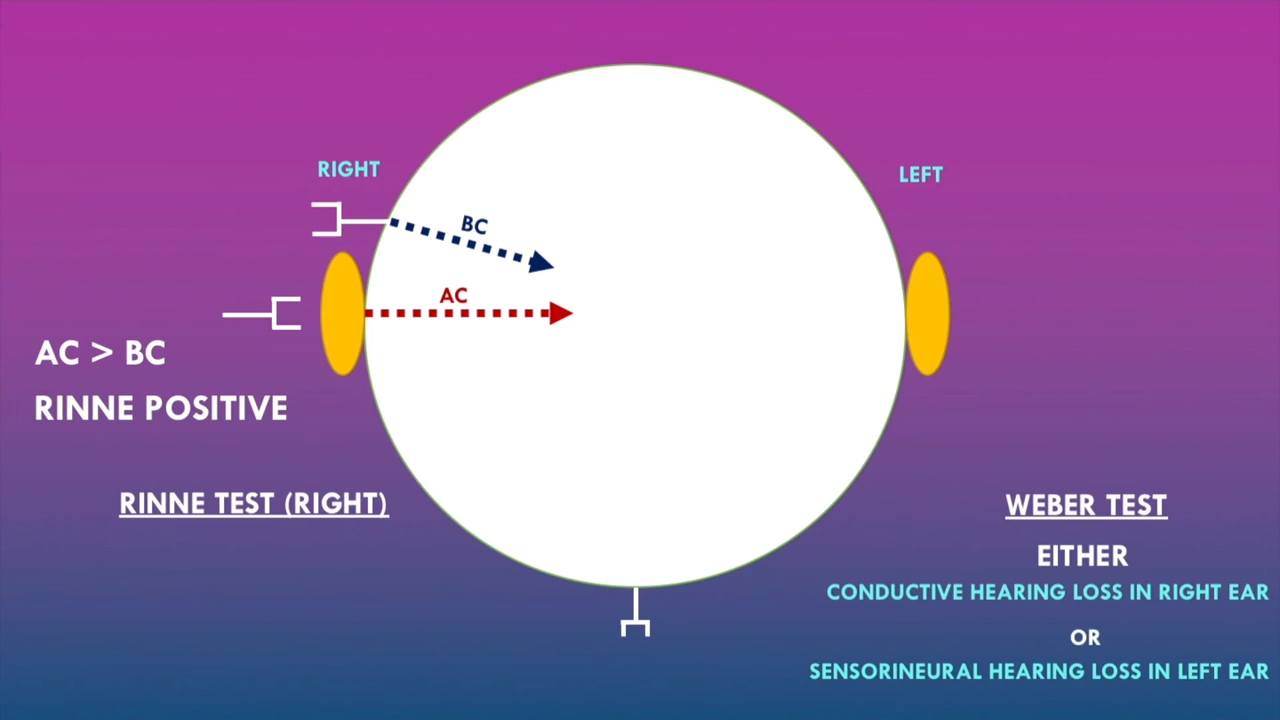 RIGHT
LEFT
BC
AC
AC > BC
RINNE POSITIVE
RINNE TEST (RIGHT)
WEBER TEST
EITHER
CONDUCTIVE HEARING LOSS IN RIGHT EAR
OR
SENSORINEURAL HEARING LOSS IN LEFT EAR